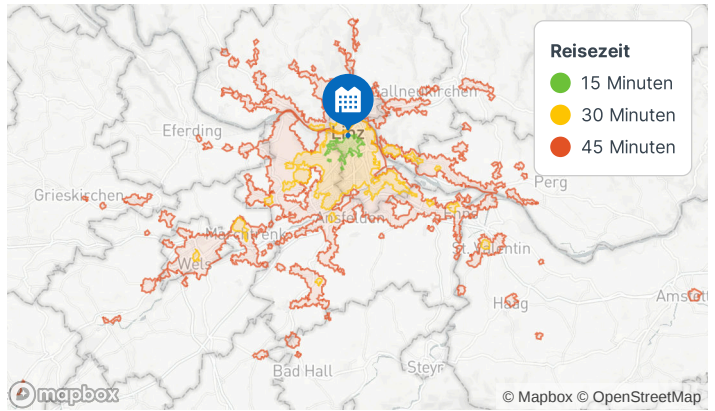 Reisezeit
15 Minuten
30 Minuten
45 Minuten
Gallneukirchen
Linz
Eferding
Perg
Grieskirchen
Ansfelden
Enns
Marchtrenk
St. Valentin
Wels
Haag
Amst
Bad Hall
Steyr
mapbox
© Mapbox © OpenStreetMap